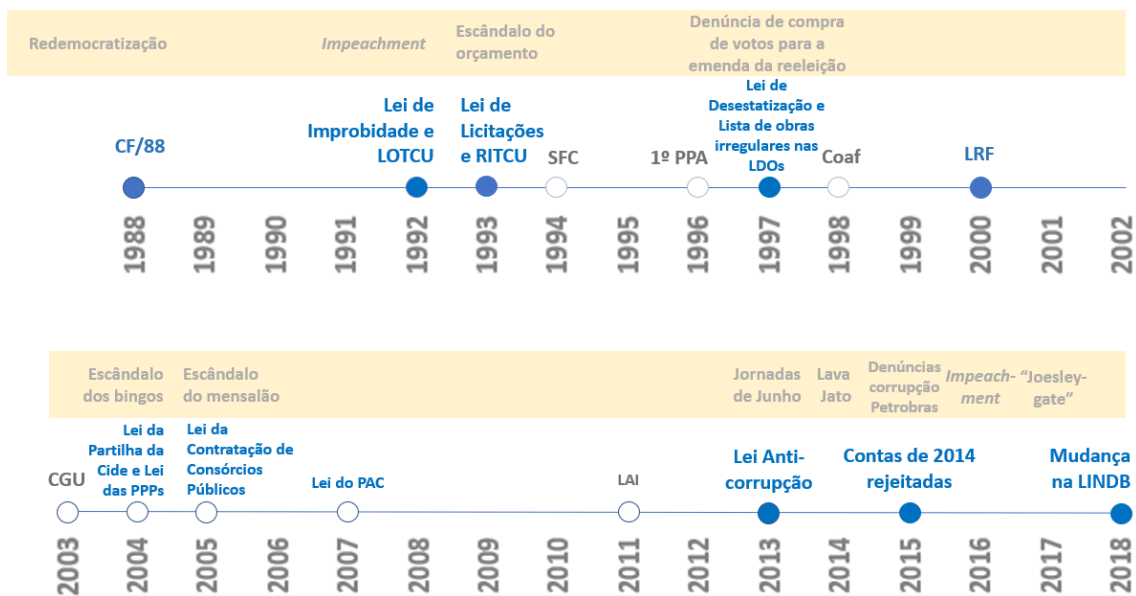 Redemocratização
Impeachment
Escândalo do
orçamento
Denúncia de compra
de votos para a
emenda da reeleição
CF/88
Lei de
Improbidade e
LOTCU
Lei de
Licitações
e RITCU
SFC
1º PPA
Lei de
Desestatização e
Lista de obras
irregulares nas
LDOs
Coaf
LRF
1988
1989
1990
1991
1992
1993
1994
1995
1996
1997
1998
1999
2000
2001
2002
Escândalo
dos bingos
Escândalo
do mensalão
Jornadas
de Junho
Lava
Jato
Denúncias
corrupção
Petrobras
Impeach-
ment
“Joesley-
gate”
CGU
Lei da
Partilha da
Cide e Lei
das PPPs
Lei da
Contratação de
Consórcios
Públicos
Lei do PAC
LAI
Lei Anti-
corrupção
Contas de 2014
rejeitadas
Mudança
na LINDB
2003
2004
2005
2006
2007
2008
2009
2010
2011
2012
2013
2014
2015
2016
2017
2018